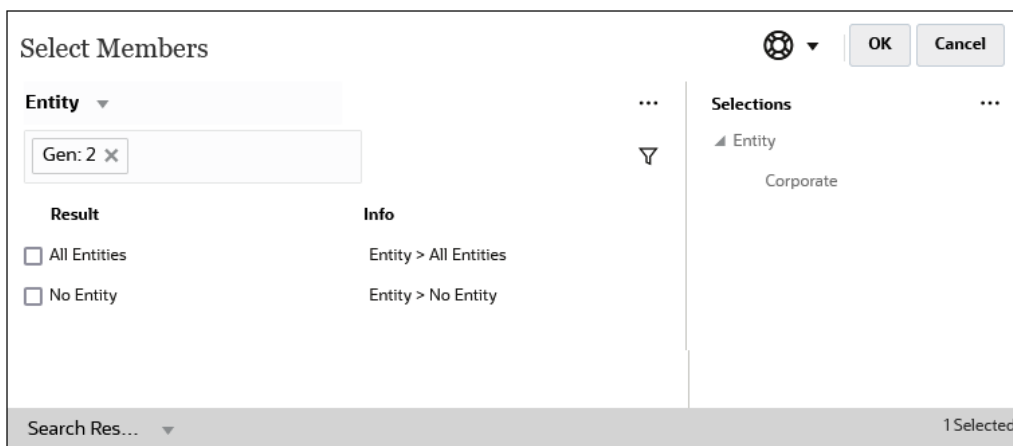 Select Members
OK
Cancel
Entity
Selections
Gen: 2
Entity
Corporate
Result Info
All Entities Entity > All Entities
No Entity Entity > No Entity
Search Res...
1 Selected